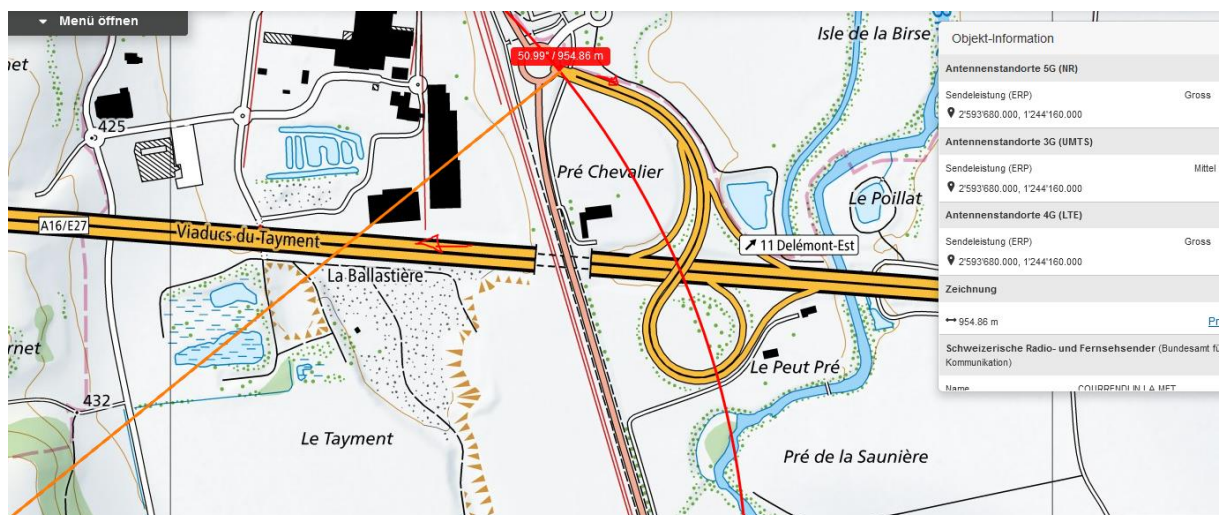 Menü öffnen
50.99° / 954.86 m
Isle de la Birse
425
Pré Chevalier
Le Poillat
A16/E27
Viaducs du Tayment
11 Delémont-Est
La Ballastière
Le Peut Pré
432
Le Tayment
Pré de la Saunière
Objekt-Information
Antennenstandorte 5G (NR)
Sendeleistung (ERP) Gross
2'593'680.000, 1'244'160.000
Antennenstandorte 3G (UMTS)
Sendeleistung (ERP) Mittel
2'593'680.000, 1'244'160.000
Antennenstandorte 4G (LTE)
Sendeleistung (ERP) Gross
2'593'680.000, 1'244'160.000
Zeichnung
954.86 m Pr
Schweizerische Radio- und Fernsehsender (Bundesamt fü
Kommunikation)
Name COURRENDLIN LA MET